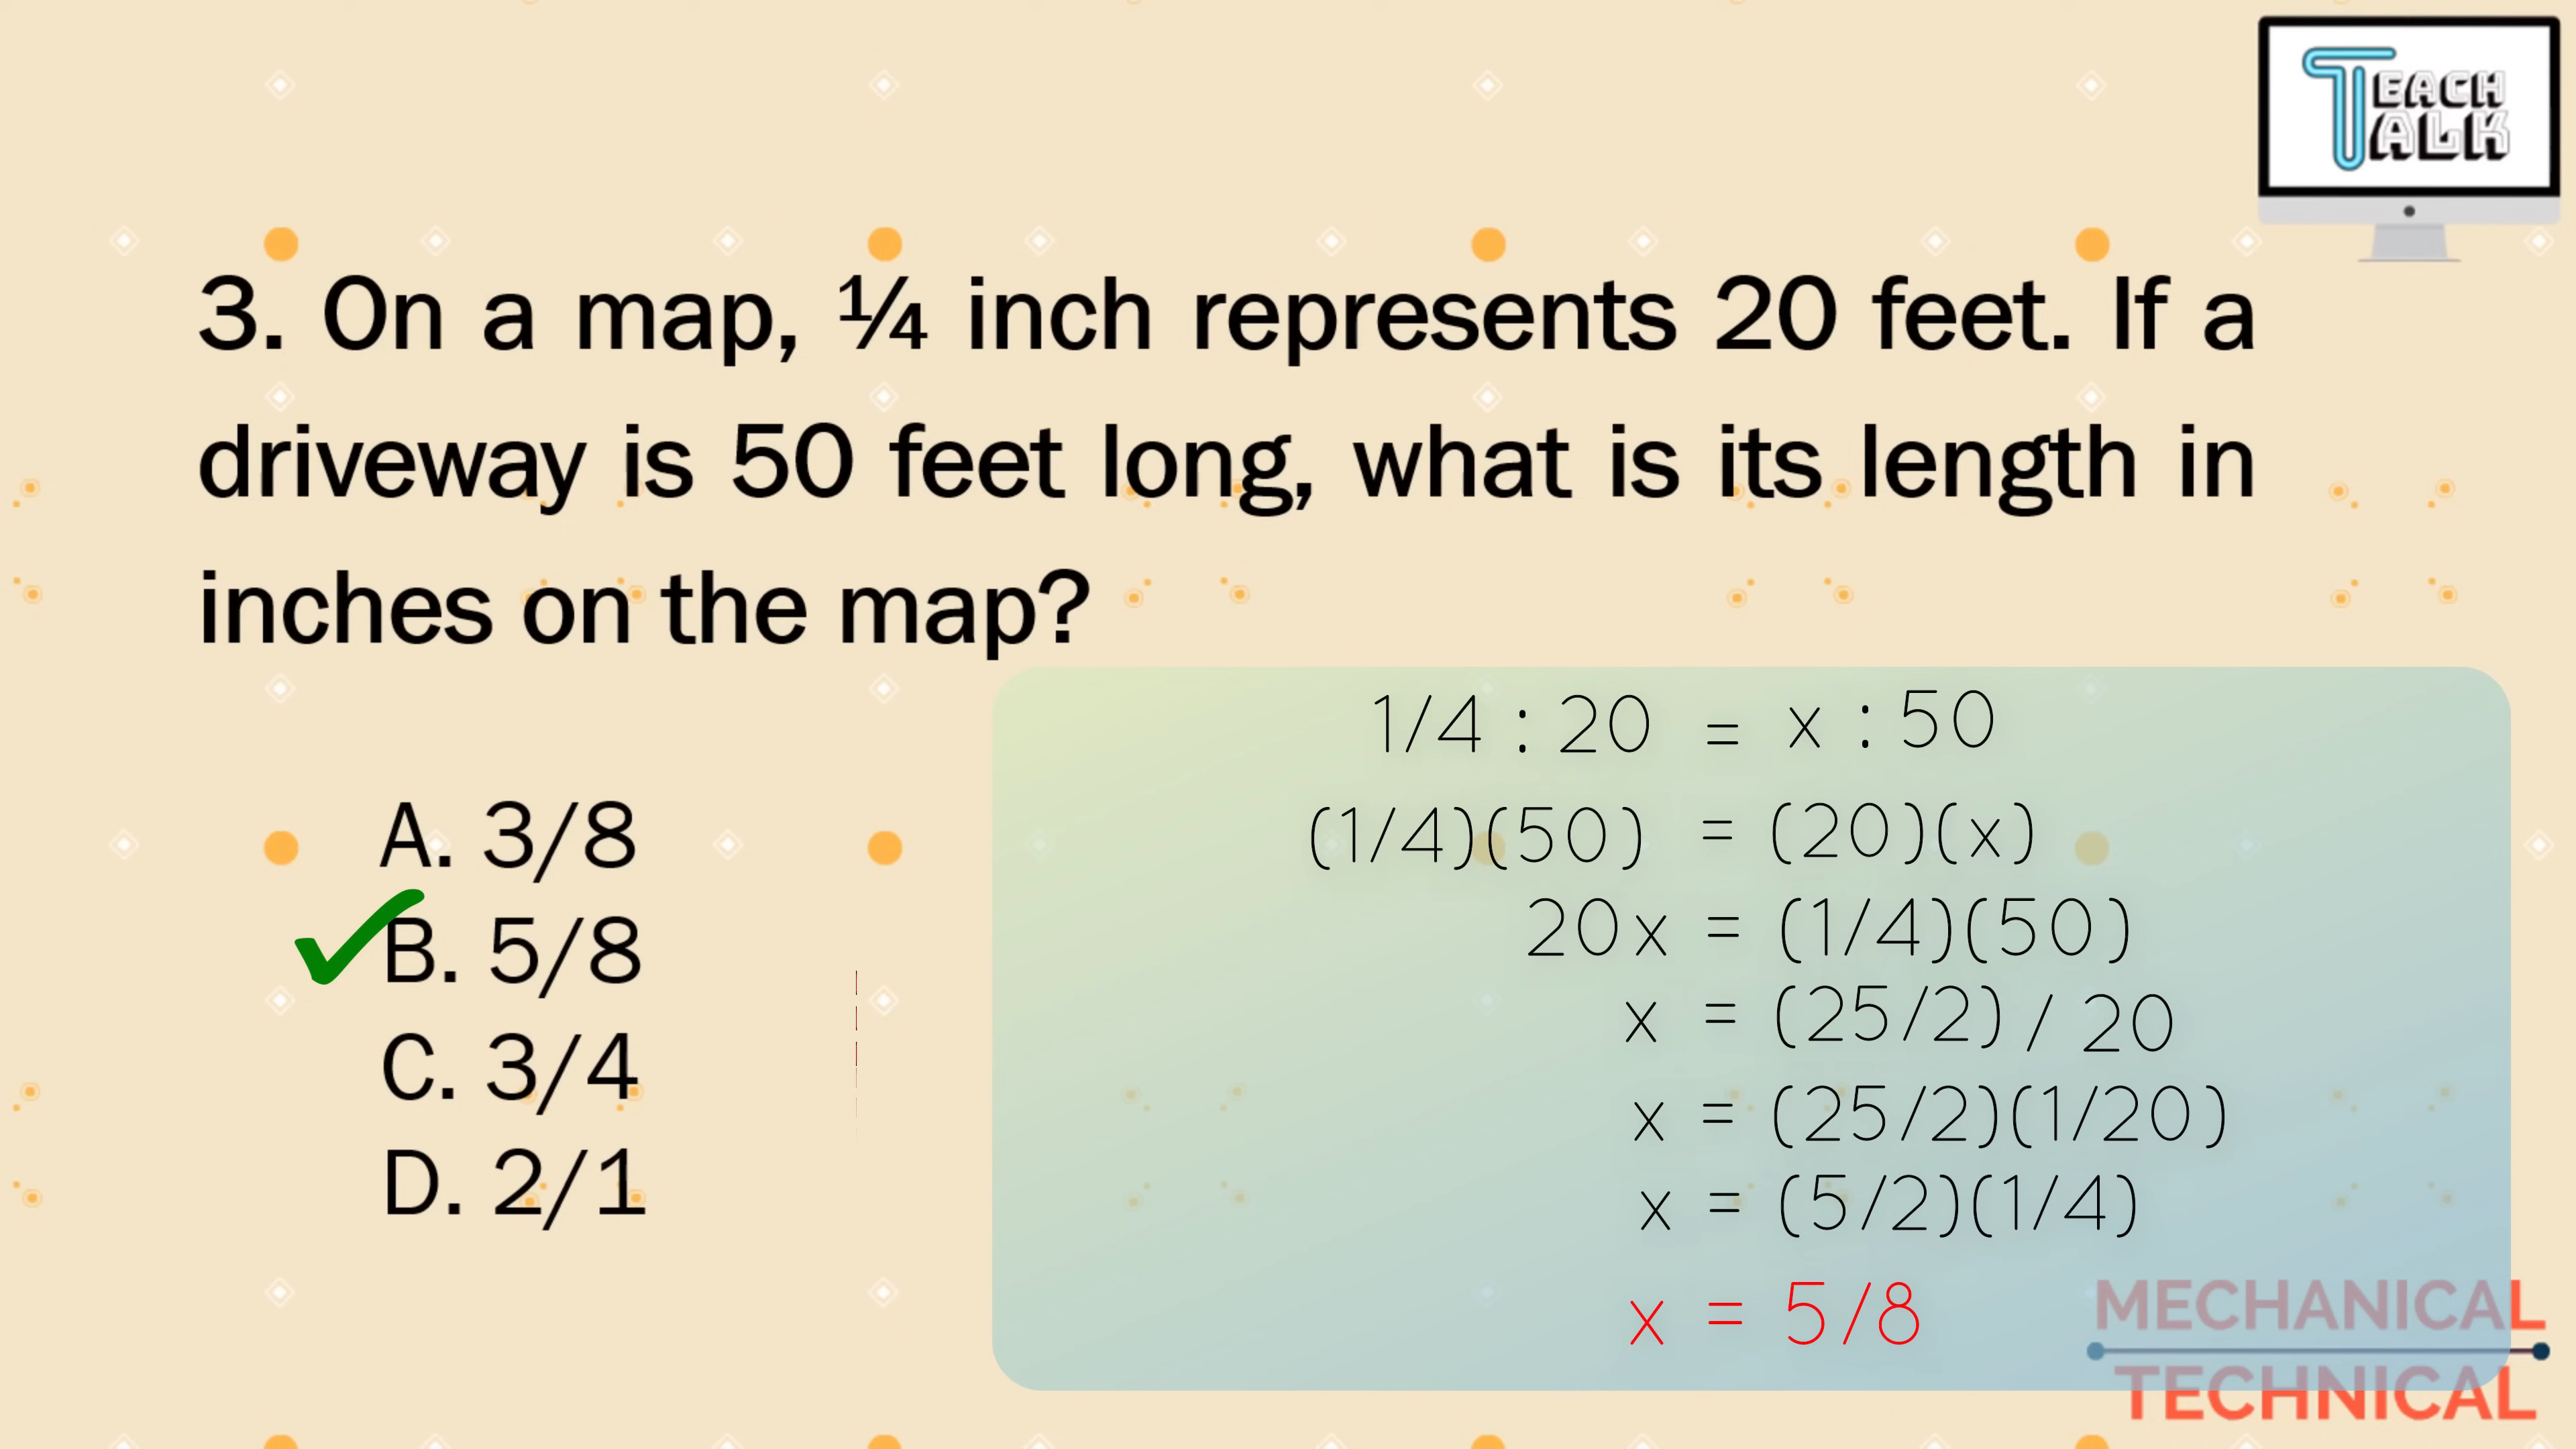 TEACH
TALK
3. On a map, ¼ inch represents 20 feet. If a
driveway is 50 feet long, what is its length in
inches on the map?
A. 3/8
B. 5/8
C. 3/4
D. 2/1
1/4 : 20 = x : 50
(1/4)(50) = (20)(x)
20x = (1/4)(50)
x = (25/2) / 20
x = (25/2)(1/20)
x = (5/2)(1/4)
x = 5/8
MECHANICAL
TECHNICAL